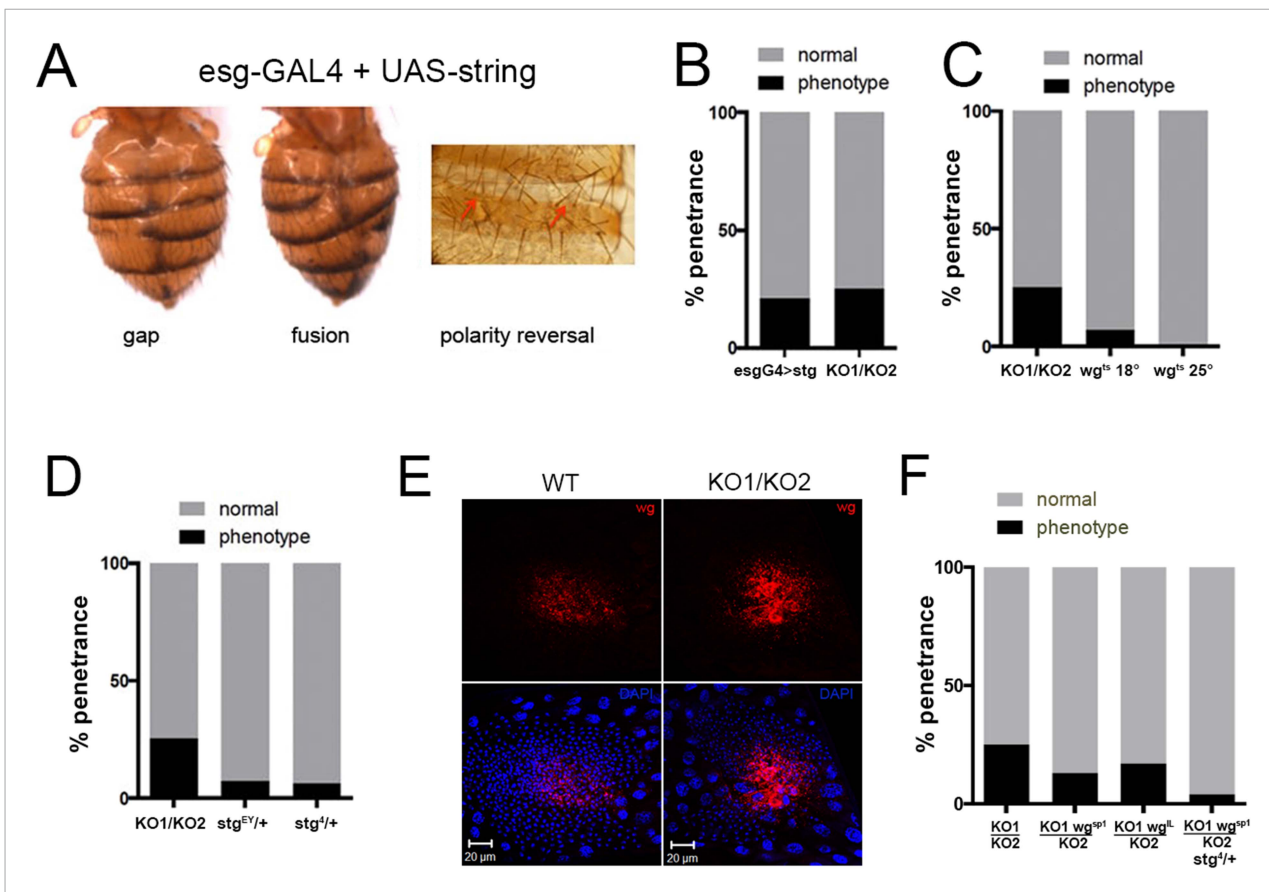 A
esg-GAL4 + UAS-string
gap
fusion
polarity reversal
B
normal
phenotype
% penetrance
100
50
0
esgG4>stg KO1/KO2
C
normal
phenotype
% penetrance
100
50
0
KO1/KO2 wgᵗˢ 18° wgᵗˢ 25°
D
normal
phenotype
% penetrance
100
50
0
KO1/KO2 stgᴱʸ/+ stg⁴/+
E
WT KO1/KO2
wg wg
DAPI DAPI
20 µm 20 µm
F
normal
phenotype
% penetrance
100
50
0
KO1 KO1 wgˢᵖ¹ KO1 wgᴵᴸ KO1 wgˢᵖ¹
KO2 KO2 KO2 KO2
stg⁴/+